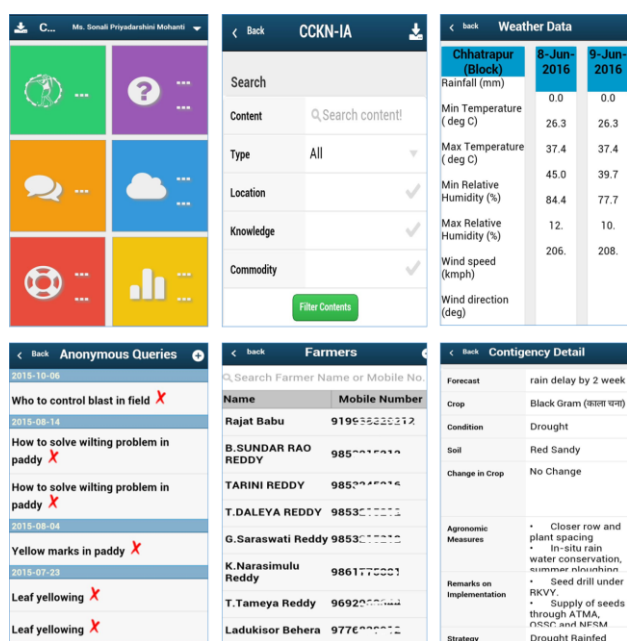 C... Ms. Sonali Priyadarshini Mohanti
...
...
...
...
...
...
...
...
...
...
Back CCKN-IA
Search
Content Search content!
Type All
Location
Knowledge
Commodity
Filter Contents
back Weather Data
Chhatrapur (Block) 8-Jun-2016 9-Jun-2016
Rainfall (mm)
0.0 0.0
Min Temperature
( deg C) 26.3 26.3
Max Temperature 37.4 37.4
( deg C)
45.0 39.7
Min Relative
Humidity (%) 84.4 77.7
Max Relative 12. 10.
Humidity (%)
206. 208.
Wind speed
(kmph)
Wind direction
(deg)
Back Anonymous Queries
2015-10-06
Who to control blast in field
2015-08-14
How to solve wilting problem in
paddy
How to solve wilting problem in
paddy
2015-08-04
Yellow marks in paddy
2015-07-23
Leaf yellowing
Leaf yellowing
back Farmers
Search Farmer Name or Mobile No.
Name Mobile Number
Rajat Babu
B.SUNDAR RAO
REDDY
TARINI REDDY
T.DALEYA REDDY
G.Saraswati Reddy
K.Narasimulu
Reddy
T.Tameya Reddy
Ladukisor Behera
Back Contigency Detail
Forecast rain delay by 2 week
Crop Black Gram (काला चना)
Condition Drought
Soil Red Sandy
Change in Crop No Change
Agronomic Measures
• Closer row and
plant spacing
• In-situ rain
water conservation,
summer ploughing
Remarks on Implementation
• Seed drill under
RKVY.
• Supply of seeds
through ATMA,
OSSC and NFSM
Strategy Drought Rainfed